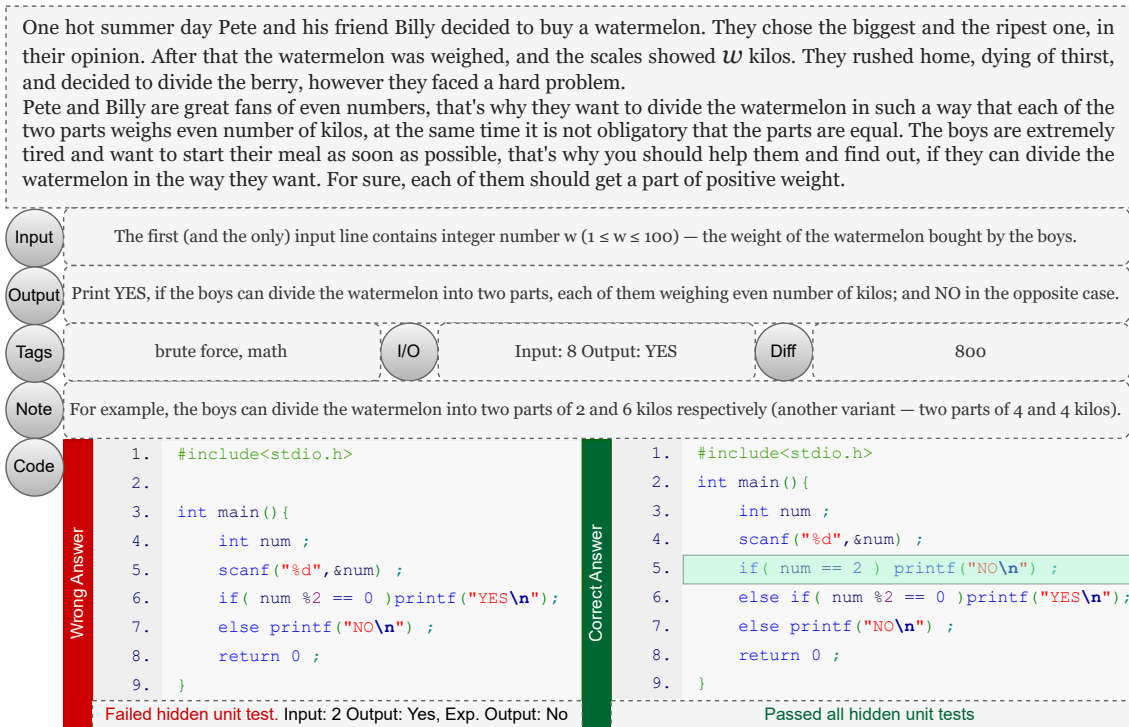 One hot summer day Pete and his friend Billy decided to buy a watermelon. They chose the biggest and the ripest one, in
their opinion. After that the watermelon was weighed, and the scales showed w kilos. They rushed home, dying of thirst,
and decided to divide the berry, however they faced a hard problem.
Pete and Billy are great fans of even numbers, that's why they want to divide the watermelon in such a way that each of the
two parts weighs even number of kilos, at the same time it is not obligatory that the parts are equal. The boys are extremely
tired and want to start their meal as soon as possible, that's why you should help them and find out, if they can divide the
watermelon in the way they want. For sure, each of them should get a part of positive weight.
Input
The first (and the only) input line contains integer number w (1 ≤ w ≤ 100) — the weight of the watermelon bought by the boys.
Output
Print YES, if the boys can divide the watermelon into two parts, each of them weighing even number of kilos; and NO in the opposite case.
Tags
brute force, math
I/O
Input: 8 Output: YES
Diff
800
Note
For example, the boys can divide the watermelon into two parts of 2 and 6 kilos respectively (another variant — two parts of 4 and 4 kilos).
Code
Wrong Answer
1. #include<stdio.h>
2.
3. int main(){
4. int num ;
5. scanf("%d",&num) ;
6. if( num %2 == 0 )printf("YES\n");
7. else printf("NO\n") ;
8. return 0 ;
9. }
Failed hidden unit test. Input: 2 Output: Yes, Exp. Output: No
Correct Answer
1. #include<stdio.h>
2. int main(){
3. int num ;
4. scanf("%d",&num) ;
5. if( num == 2 ) printf("NO\n") ;
6. else if( num %2 == 0 )printf("YES\n");
7. else printf("NO\n") ;
8. return 0 ;
9. }
Passed all hidden unit tests